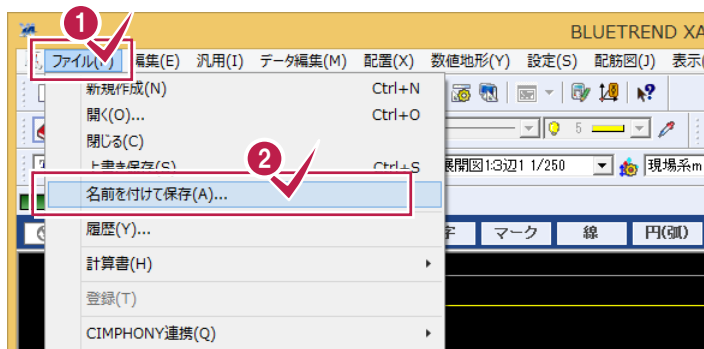 1
BLUETREND XA
ファイル(F) 編集(E) 汎用(I) データ編集(M) 配置(X) 数値地形(Y) 設定(S) 配筋図(J) 表示(
新規作成(N) Ctrl+N
開く(O)... Ctrl+O
閉じる(C)
5
上書き保存(S) Ctrl+S
2
展開図1:3辺1 1/250 現場系m
名前を付けて保存(A)...
履歴(Y)...
字 マーク 線 円(弧)
計算書(H)
登録(T)
CIMPHONY連携(Q)